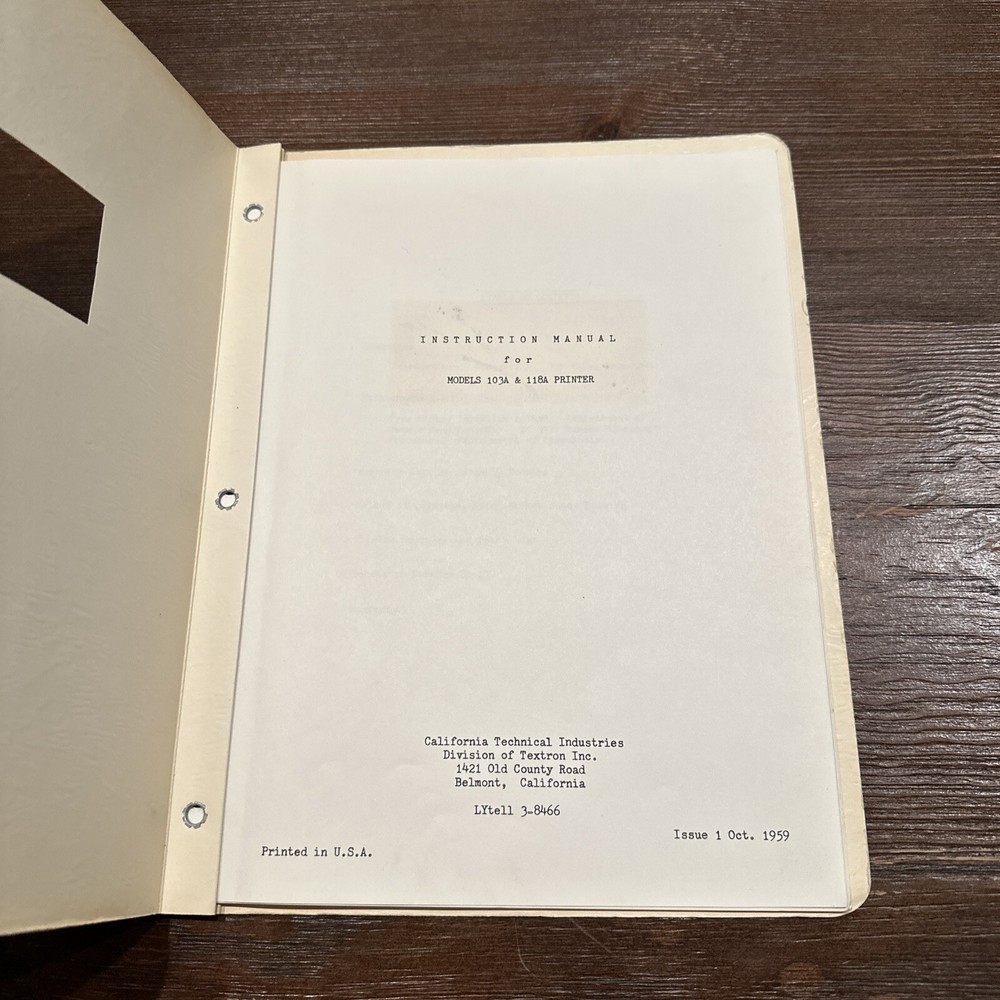 INSTRUCTION MANUAL
for
MODELS 103A & 118A PRINTER
California Technical Industries
Division of Textron Inc.
1421 Old County Road
Belmont, California
LYtell 3-8466
Issue 1 Oct. 1959
Printed in U.S.A.